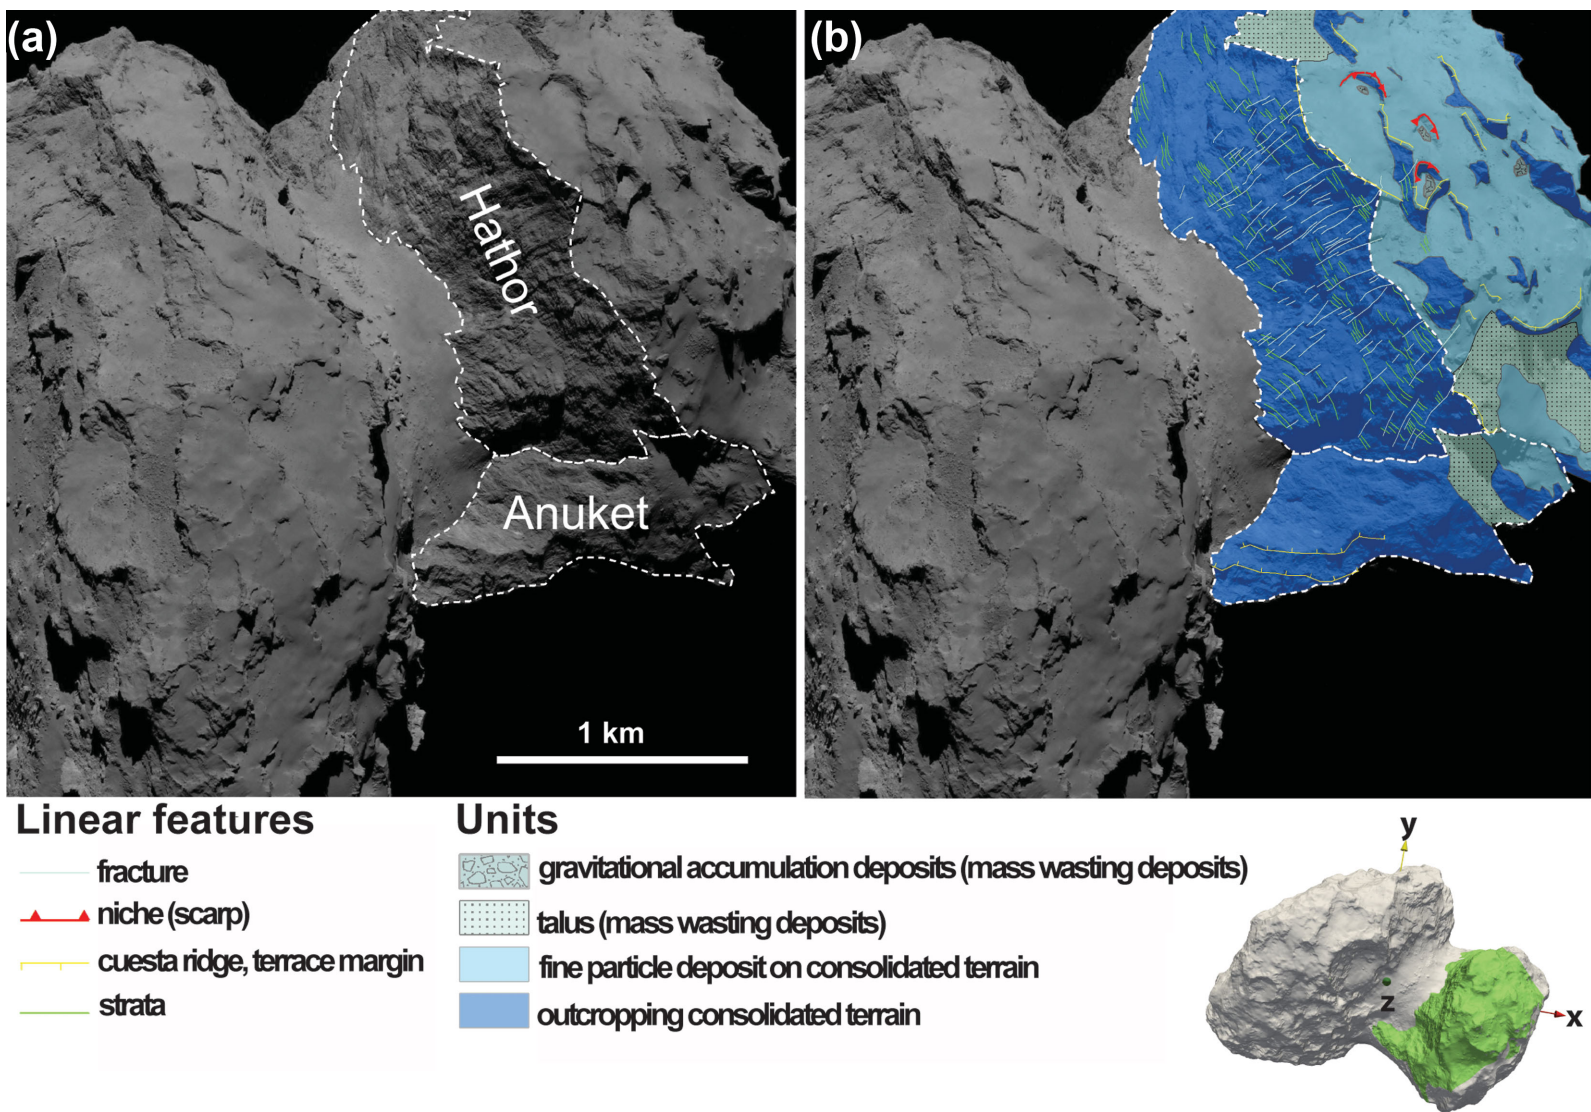 (a)
(b)
Hathor
Anuket
1 km
Linear features
fracture
niche (scarp)
cuesta ridge, terrace margin
strata
Units
gravitational accumulation deposits (mass wasting deposits)
talus (mass wasting deposits)
fine particle deposit on consolidated terrain
outcropping consolidated terrain
y
z
x